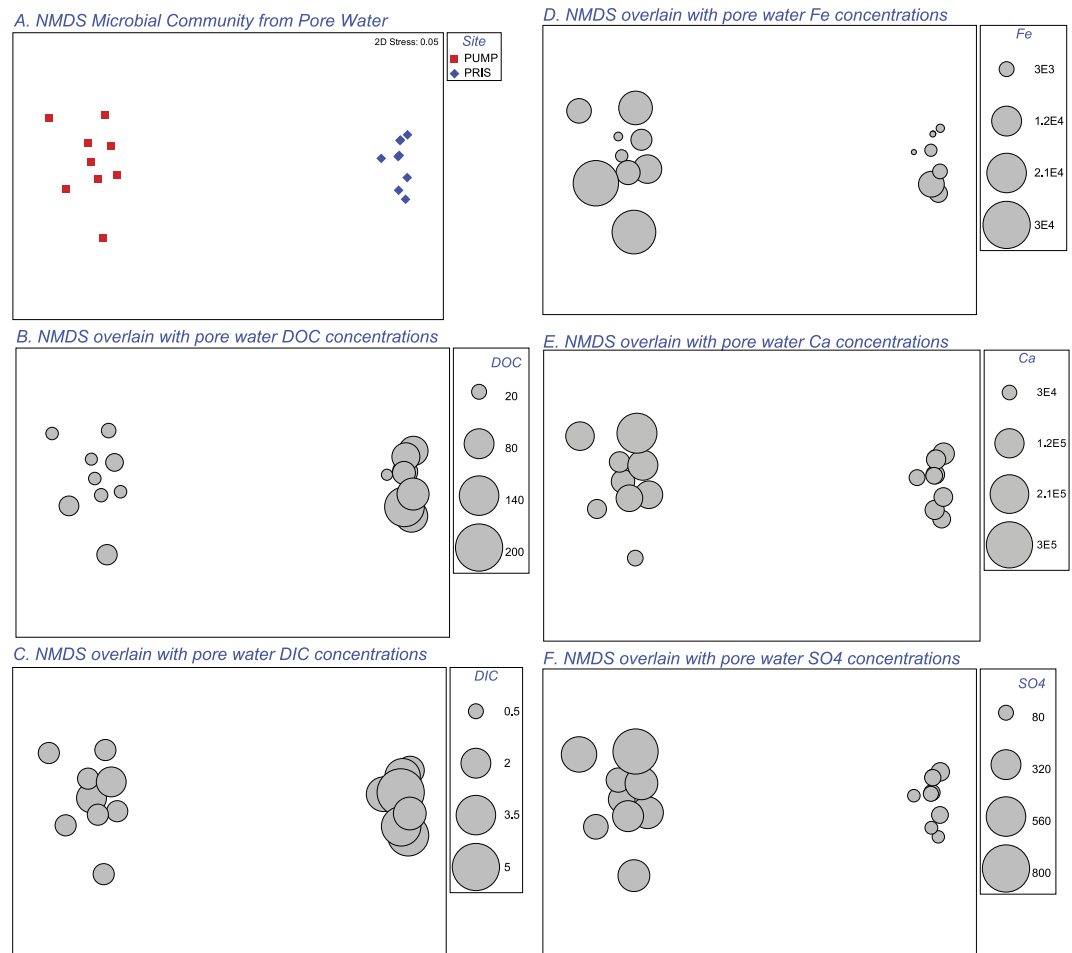 A. NMDS Microbial Community from Pore Water
2D Stress: 0.05
Site
PUMP
PRIS
B. NMDS overlain with pore water DOC concentrations
DOC
20
80
140
200
C. NMDS overlain with pore water DIC concentrations
DIC
0.5
2
3.5
5
D. NMDS overlain with pore water Fe concentrations
Fe
3E3
1.2E4
2.1E4
3E4
E. NMDS overlain with pore water Ca concentrations
Ca
3E4
1.2E5
2.1E5
3E5
F. NMDS overlain with pore water SO4 concentrations
SO4
80
320
560
800